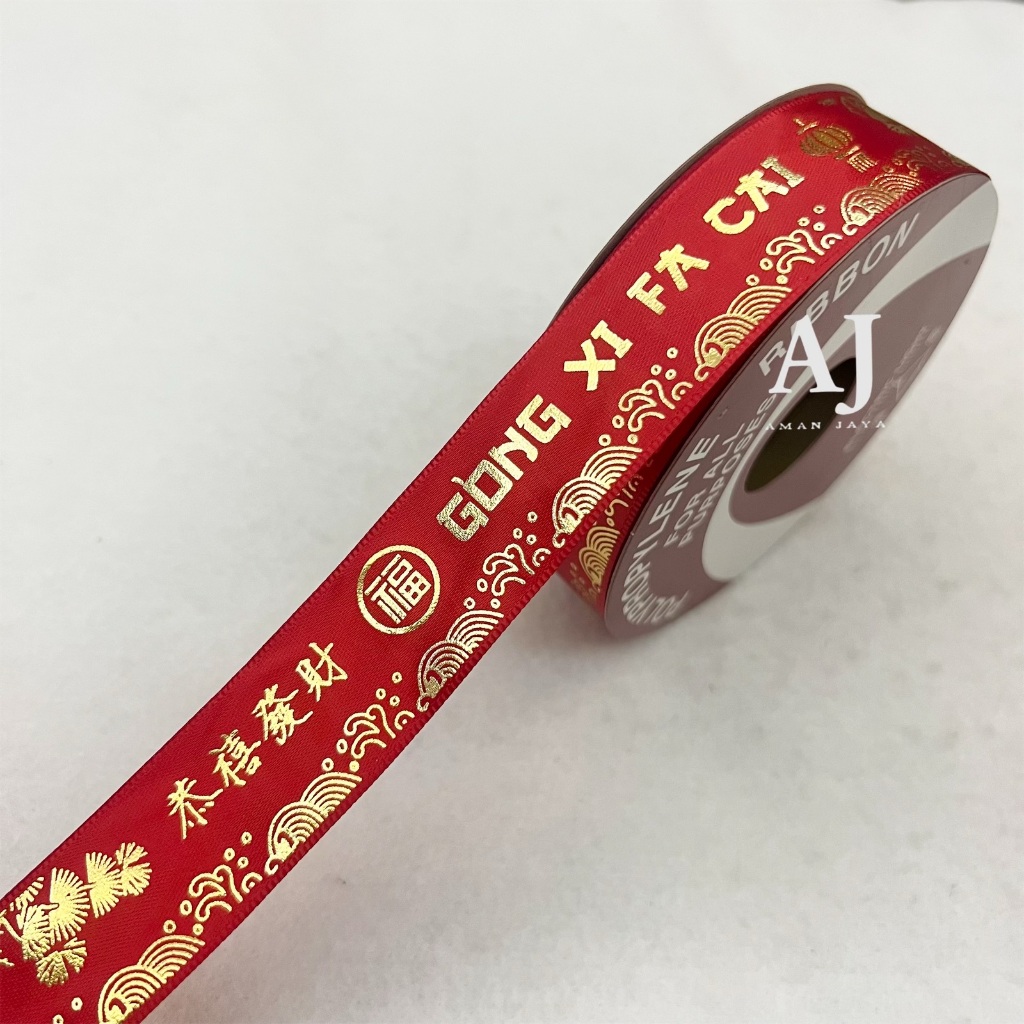 恭禧發財
福
GONG XI FA CAI
POLYPROPYLENE RIBBON
FOR ALL
PURPOSES
AJ
AMAN JAYA